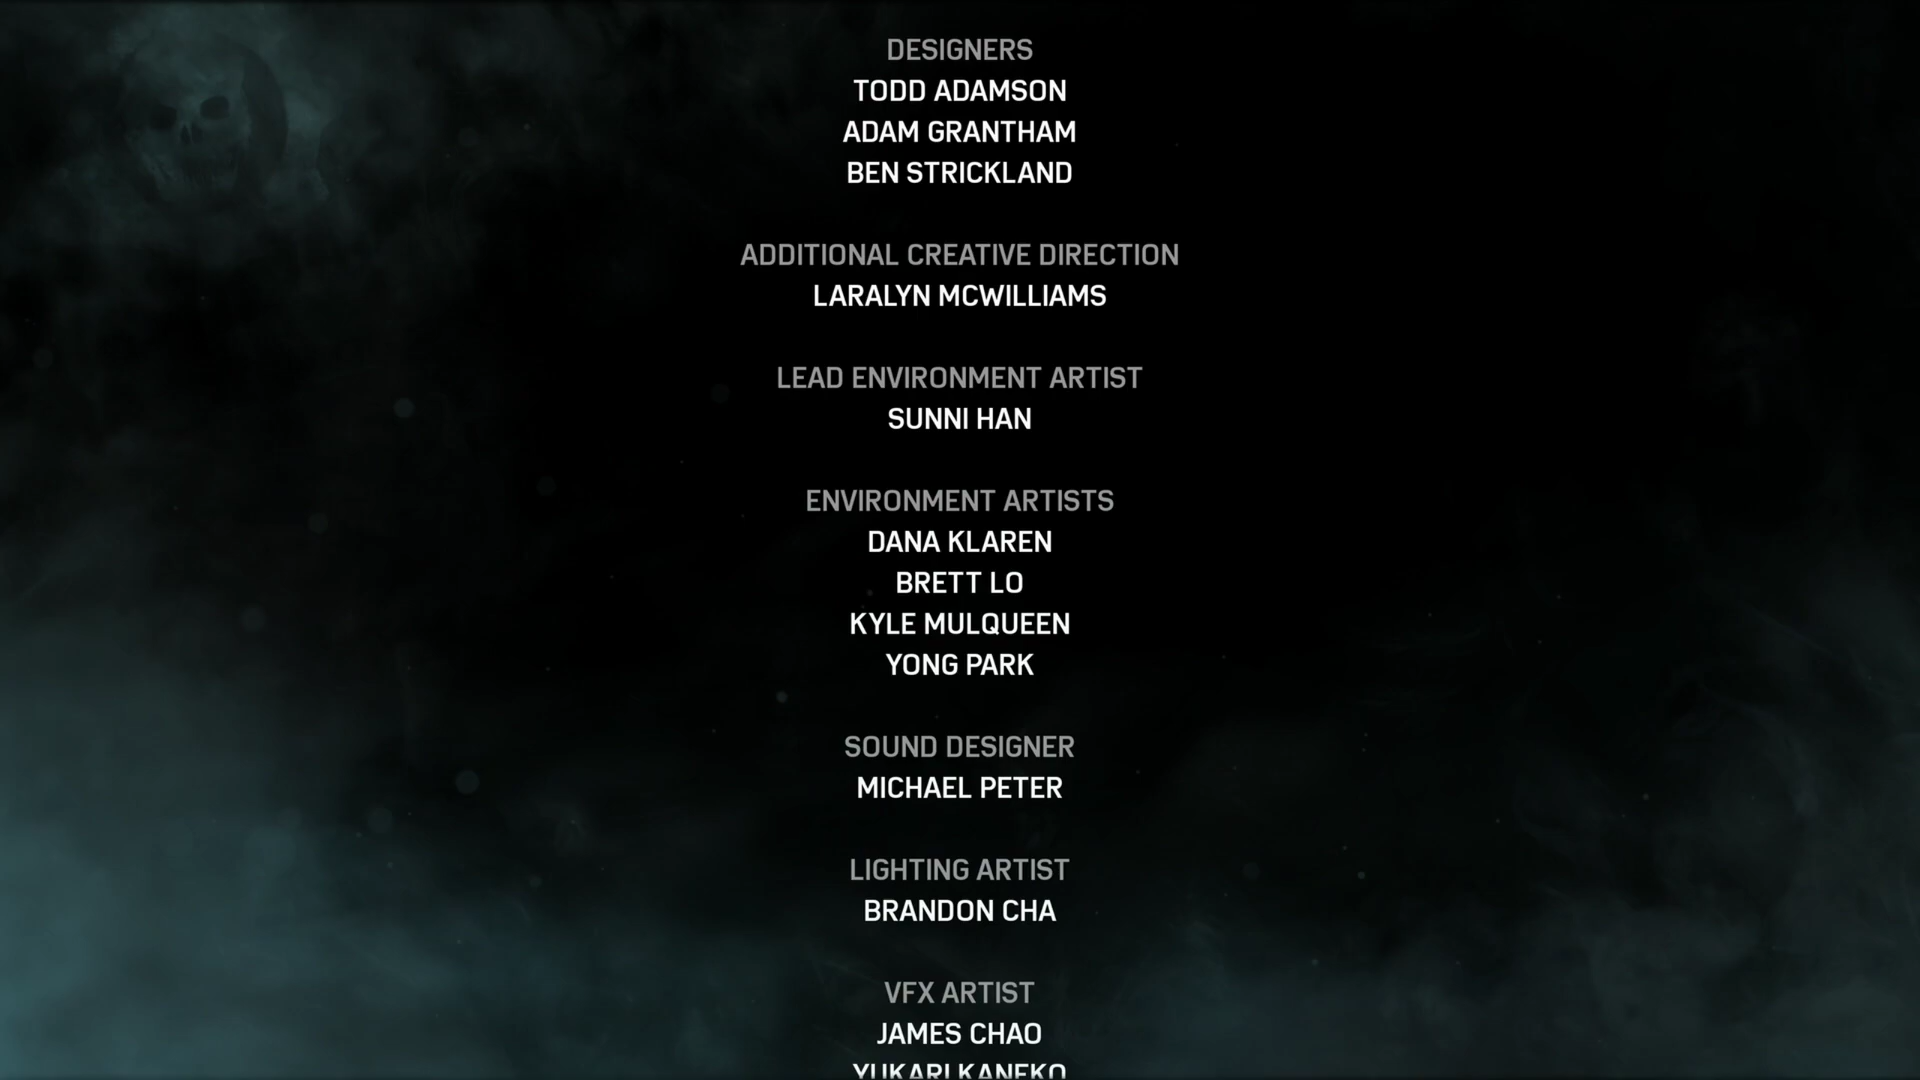 DESIGNERS
TODD ADAMSON
ADAM GRANTHAM
BEN STRICKLAND
ADDITIONAL CREATIVE DIRECTION
LARALYN MCWILLIAMS
LEAD ENVIRONMENT ARTIST
SUNNI HAN
ENVIRONMENT ARTISTS
DANA KLAREN
BRETT LO
KYLE MULQUEEN
YONG PARK
SOUND DESIGNER
MICHAEL PETER
LIGHTING ARTIST
BRANDON CHA
VFX ARTIST
JAMES CHAO
YUKARI KANEKO